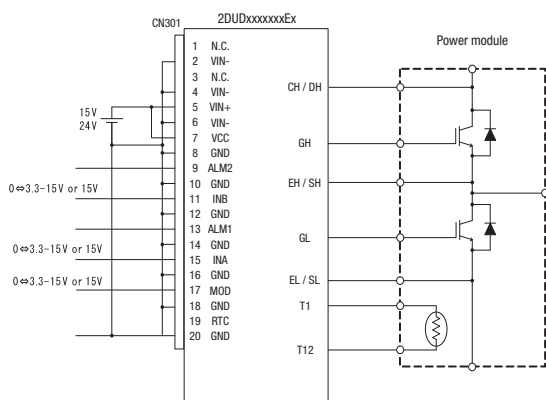 2DUDxxxxxxxEx
CN301
Power module
1 N.C.
2 VIN-
3 N.C.
4 VIN-
5 VIN+
6 VIN-
7 VCC
8 GND
9 ALM2
10 GND
11 INB
12 GND
13 ALM1
14 GND
15 INA
16 GND
17 MOD
18 GND
19 RTC
20 GND
15V
24V
0⇔3.3-15V or 15V
0⇔3.3-15V or 15V
0⇔3.3-15V or 15V
CH / DH
GH
EH / SH
GL
EL / SL
T1
T12